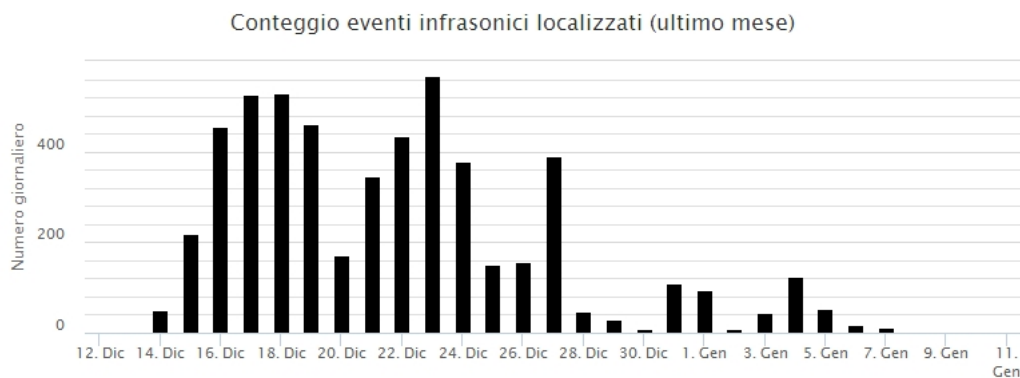 Conteggio eventi infrasonici localizzati (ultimo mese)
Numero giornaliero
400
200
0
12. Dic 14. Dic 16. Dic 18. Dic 20. Dic 22. Dic 24. Dic 26. Dic 28. Dic 30. Dic 1. Gen 3. Gen 5. Gen 7. Gen 9. Gen 11.
Gen